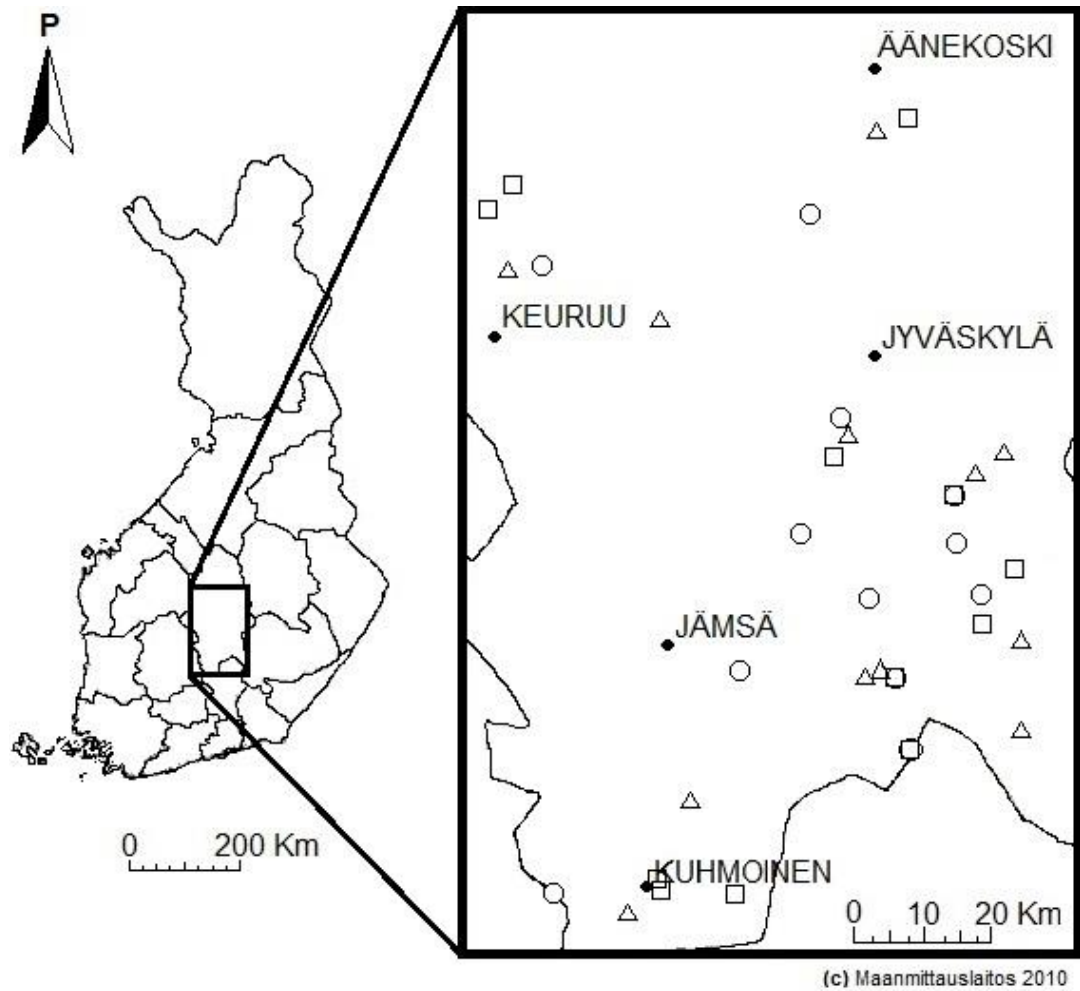 P
ÄÄNEKOSKI
KEURUU
JYVÄSKYLÄ
JÄMSÄ
KUHMOINEN
0 200 Km
0 10 20 Km
(c) Maanmittauslaitos 2010